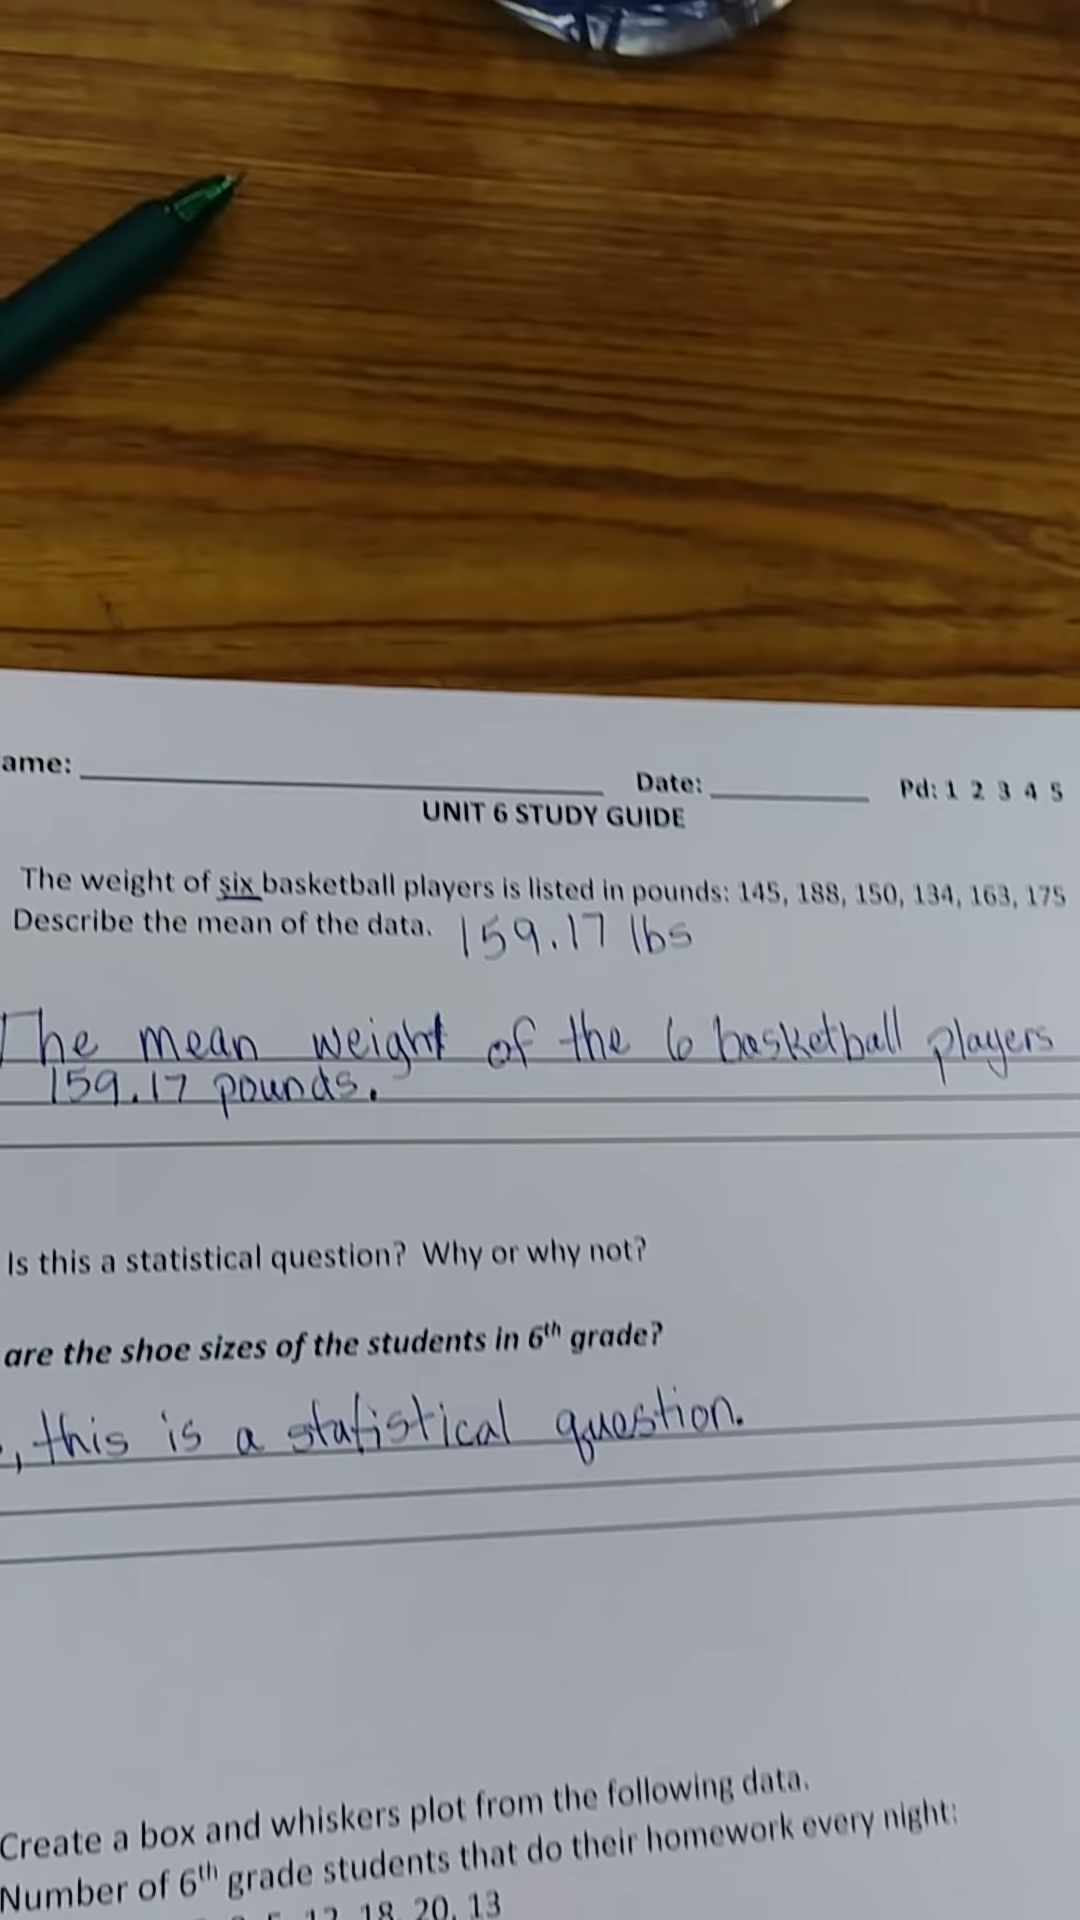 ame: Date: Pd: 1 2 3 4 5
UNIT 6 STUDY GUIDE
The weight of six basketball players is listed in pounds: 145, 188, 150, 134, 163, 175
Describe the mean of the data. 159.17 lbs
The mean weight of the 6 basketball players
159.17 pounds.
Is this a statistical question? Why or why not?
are the shoe sizes of the students in 6th grade?
, this is a statistical question.
Create a box and whiskers plot from the following data.
Number of 6th grade students that do their homework every night:
12, 18, 20, 13